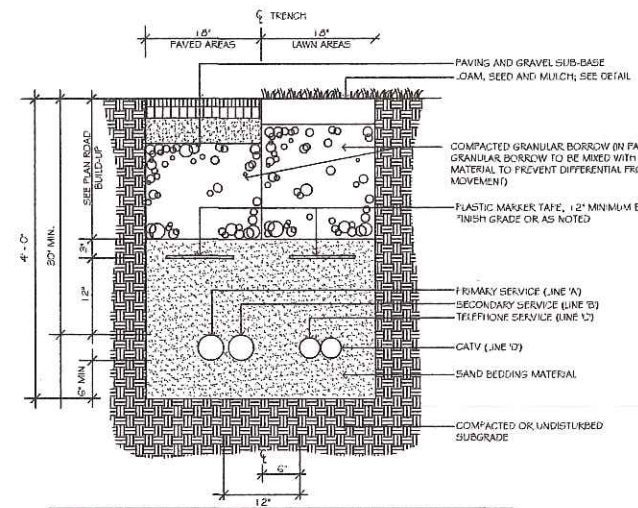 ℄ TRENCH
18" 18"
PAVED AREAS LAWN AREAS
PAVING AND GRAVEL SUB-BASE
LOAM, SEED AND MULCH; SEE DETAIL
COMPACTED GRANULAR BORROW (IN PA
GRANULAR BORROW TO BE MIXED WITH
MATERIAL TO PREVENT DIFFERENTIAL FRO
MOVEMENT)
PLASTIC MARKER TAPE, 12" MINIMUM B
FINISH GRADE OR AS NOTED
PRIMARY SERVICE (LINE 'A')
SECONDARY SERVICE (LINE 'B')
TELEPHONE SERVICE (LINE 'C')
CATV (LINE 'D')
SAND BEDDING MATERIAL
COMPACTED OR UNDISTURBED
SUBGRADE
4'-0"
30" MIN.
SEE PLAN ROAD
BUILD-UP
3"
12"
6" MIN
℄
6"
12"